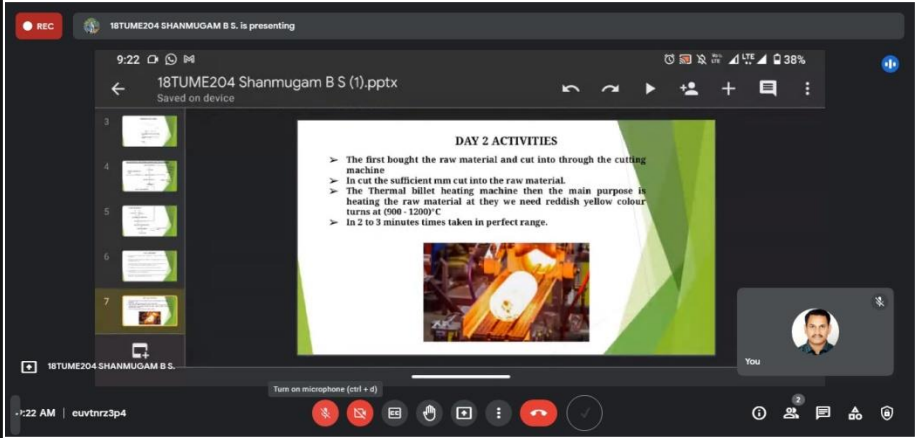 REC
18TUME204 SHANMUGAM B S. is presenting
9:22
LTE
38%
18TUME204 Shanmugam B S (1).pptx
Saved on device
3
4
5
6
7
DAY 2 ACTIVITIES
➢ The first bought the raw material and cut into through the cutting
machine
➢ In cut the sufficient mm cut into the raw material.
➢ The Thermal billet heating machine then the main purpose is
heating the raw material at they we need reddish yellow colour
turns at (900 - 1200)°C
➢ In 2 to 3 minutes times taken in perfect range.
You
18TUME204 SHANMUGAM B S.
Turn on microphone (ctrl + d)
:22 AM | euvtnrz3p4
CC
2